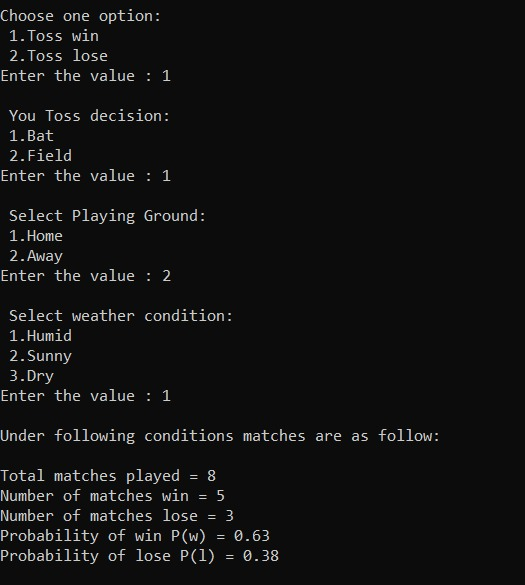 Choose one option:
1.Toss win
2.Toss lose
Enter the value : 1
You Toss decision:
1.Bat
2.Field
Enter the value : 1
Select Playing Ground:
1.Home
2.Away
Enter the value : 2
Select weather condition:
1.Humid
2.Sunny
3.Dry
Enter the value : 1
Under following conditions matches are as follow:
Total matches played = 8
Number of matches win = 5
Number of matches lose = 3
Probability of win P(w) = 0.63
Probability of lose P(l) = 0.38